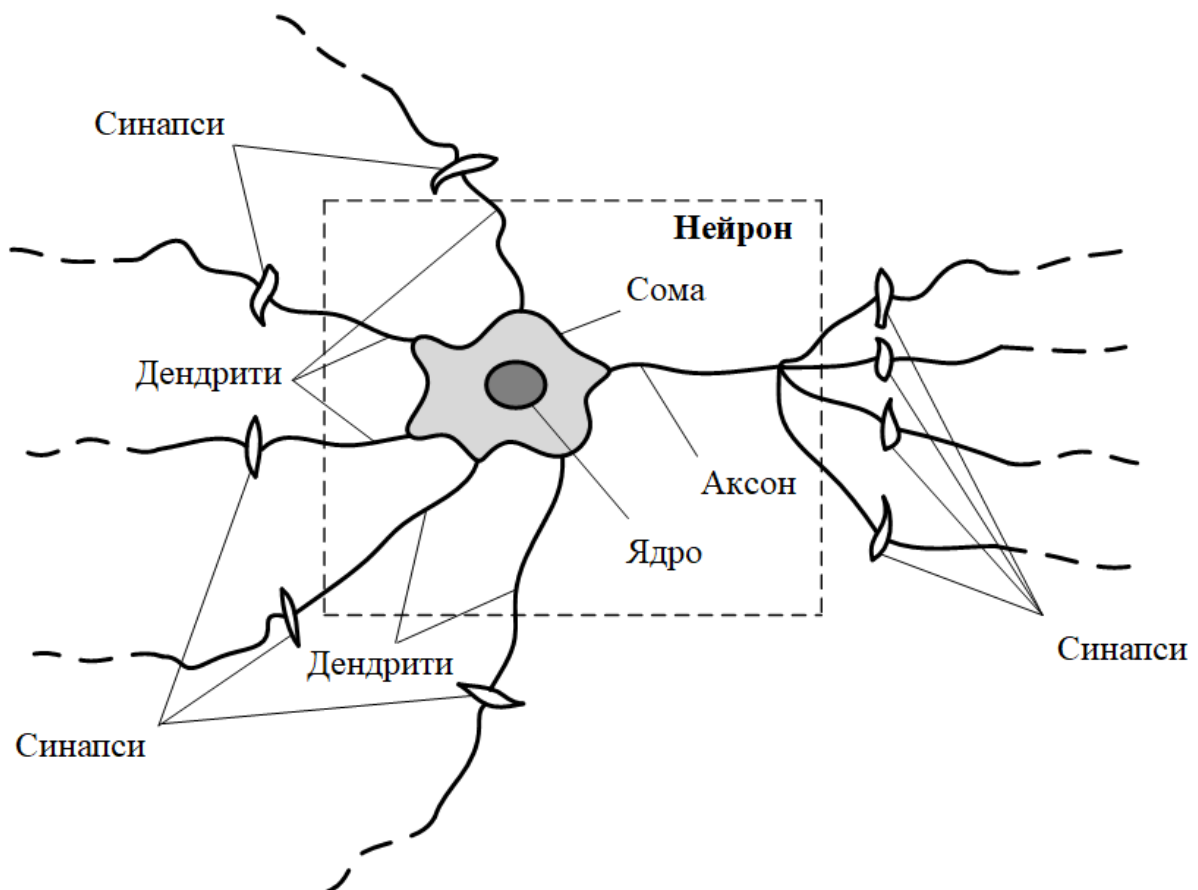 Синапси
Нейрон
Сома
Дендрити
Аксон
Ядро
Синапси
Дендрити
Синапси